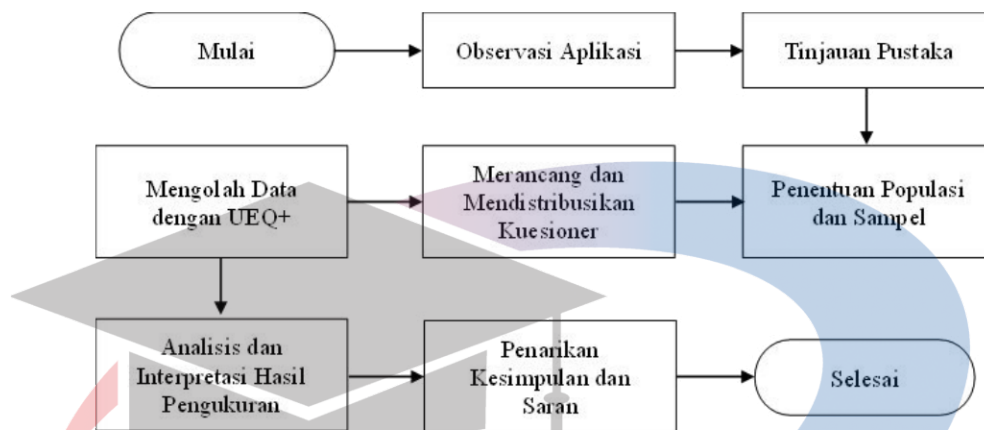 Mulai
Observasi Aplikasi
Tinjauan Pustaka
Mengolah Data
dengan UEQ+
Merancang dan
Mendistribusikan
Kuesioner
Penentuan Populasi
dan Sampel
Analisis dan
Interpretasi Hasil
Pengukuran
Penarikan
Kesimpulan dan
Saran
Selesai